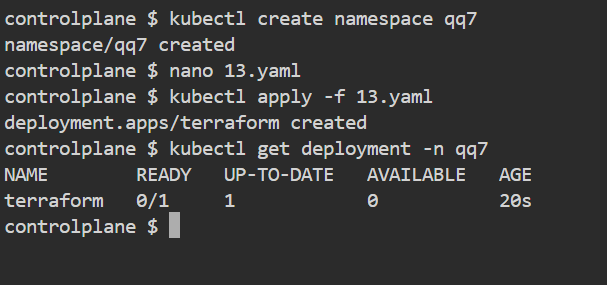 controlplane $ kubectl create namespace qq7
namespace/qq7 created
controlplane $ nano 13.yaml
controlplane $ kubectl apply -f 13.yaml
deployment.apps/terraform created
controlplane $ kubectl get deployment -n qq7
NAME READY UP-TO-DATE AVAILABLE AGE
terraform 0/1 1 0 20s
controlplane $